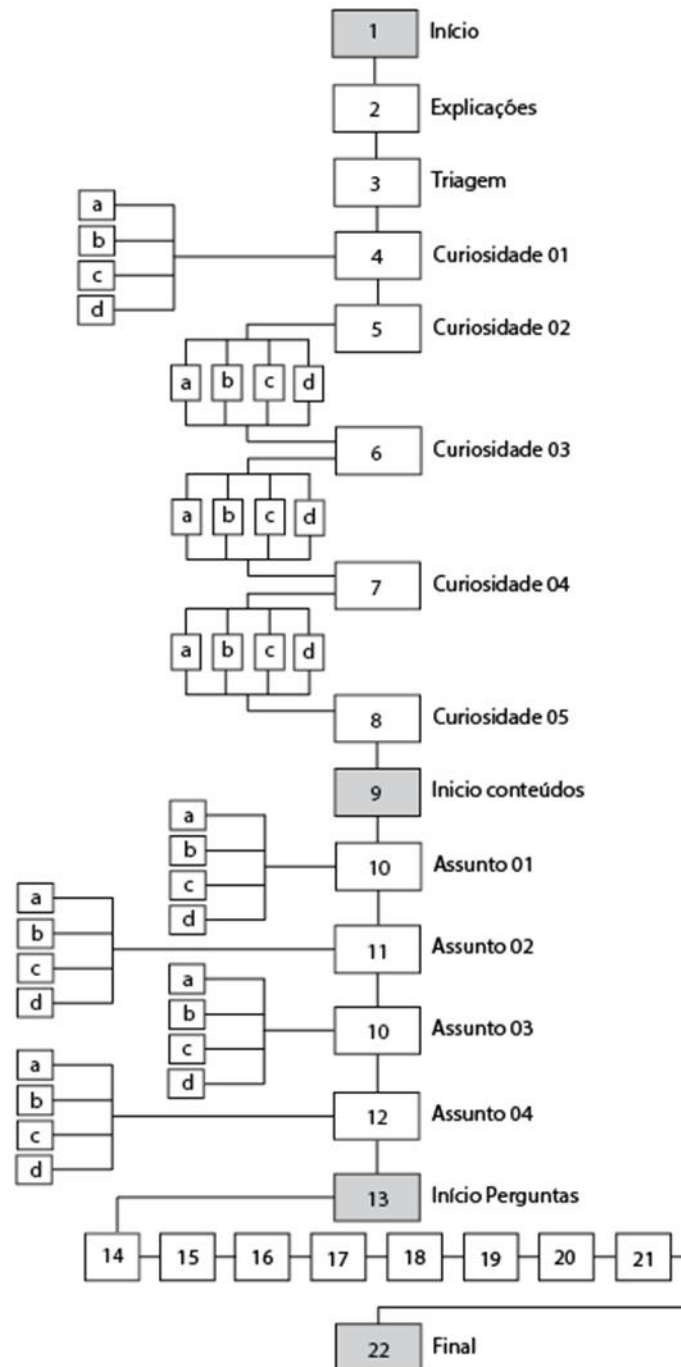 1 Início
2 Explicações
3 Triagem
a
b
c
d
4 Curiosidade 01
5 Curiosidade 02
a b c d
6 Curiosidade 03
a b c d
7 Curiosidade 04
a b c d
8 Curiosidade 05
9 Inicio conteúdos
a
b
c
d
10 Assunto 01
a
b
c
d
11 Assunto 02
a
b
c
d
10 Assunto 03
a
b
c
d
12 Assunto 04
13 Início Perguntas
14 15 16 17 18 19 20 21
22 Final